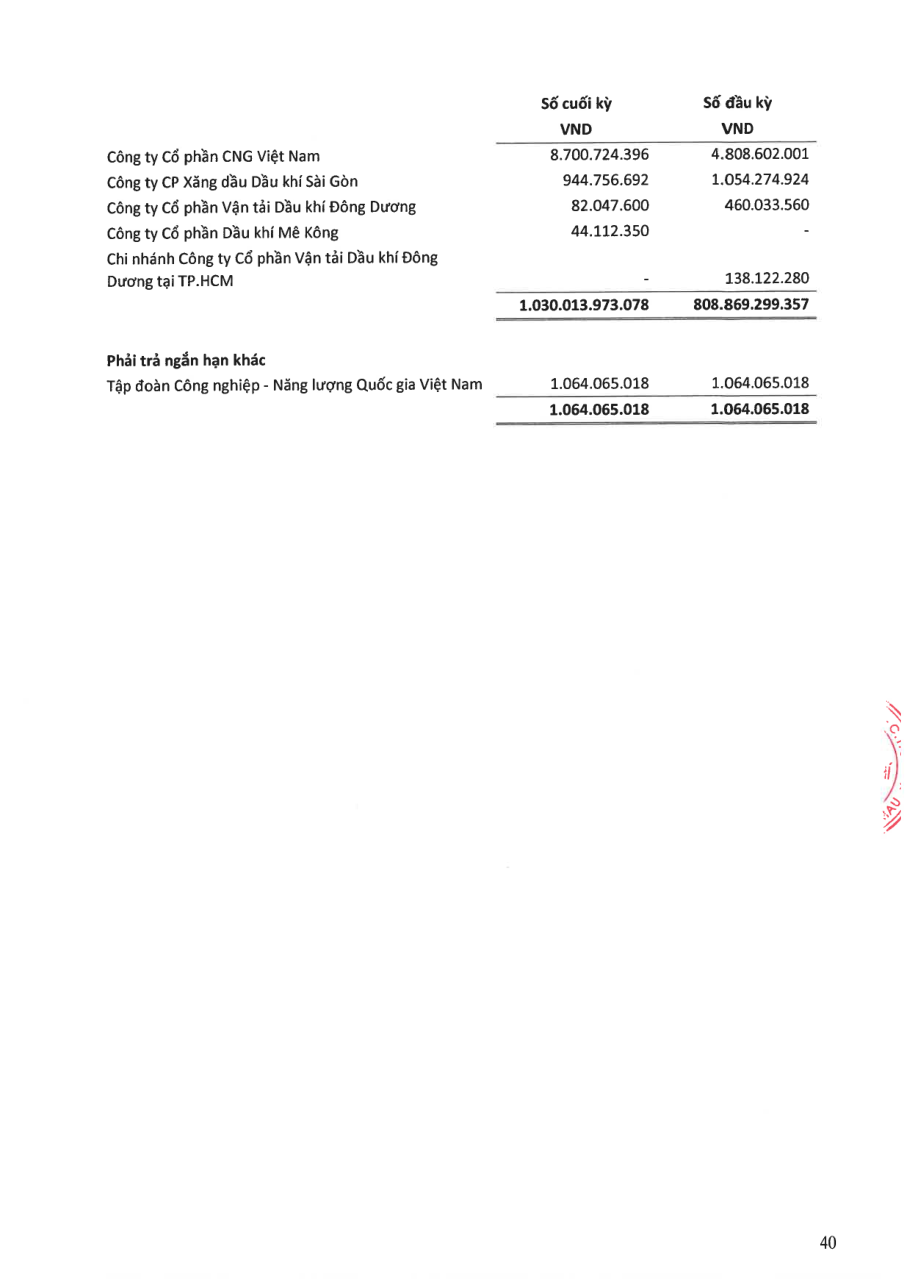 Số cuối kỳ Số đầu kỳ
VND VND
Công ty Cổ phần CNG Việt Nam 8.700.724.396 4.808.602.001
Công ty CP Xăng dầu Dầu khí Sài Gòn 944.756.692 1.054.274.924
Công ty Cổ phần Vận tải Dầu khí Đông Dương 82.047.600 460.033.560
Công ty Cổ phần Dầu khí Mê Kông 44.112.350 -
Chi nhánh Công ty Cổ phần Vận tải Dầu khí Đông
Dương tại TP.HCM - 138.122.280
1.030.013.973.078 808.869.299.357
Phải trả ngắn hạn khác
Tập đoàn Công nghiệp - Năng lượng Quốc gia Việt Nam 1.064.065.018 1.064.065.018
1.064.065.018 1.064.065.018
40